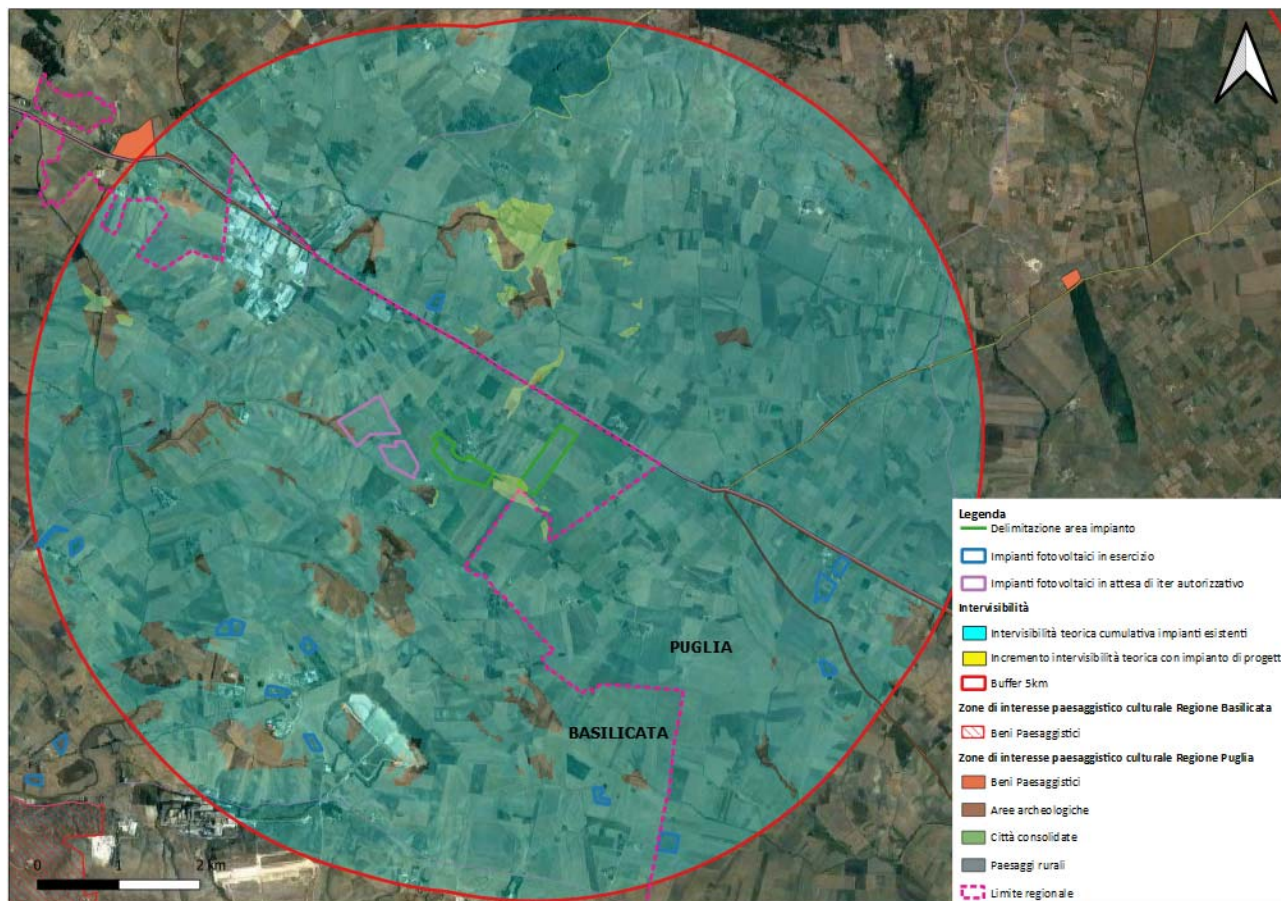 PUGLIA
BASILICATA
0 1 2 km
Legenda
Delimitazione area impianto
Impianti fotovoltaici in esercizio
Impianti fotovoltaici in attesa di iter autorizzativo
Intervisibilità
Intervisibilità teorica cumulativa impianti esistenti
Incremento intervisibilità teorica con impianto di progett
Buffer 5km
Zone di interesse paesaggistico culturale Regione Basilicata
Beni Paesaggistici
Zone di interesse paesaggistico culturale Regione Puglia
Beni Paesaggistici
Aree archeologiche
Città consolidate
Paesaggi rurali
Limite regionale